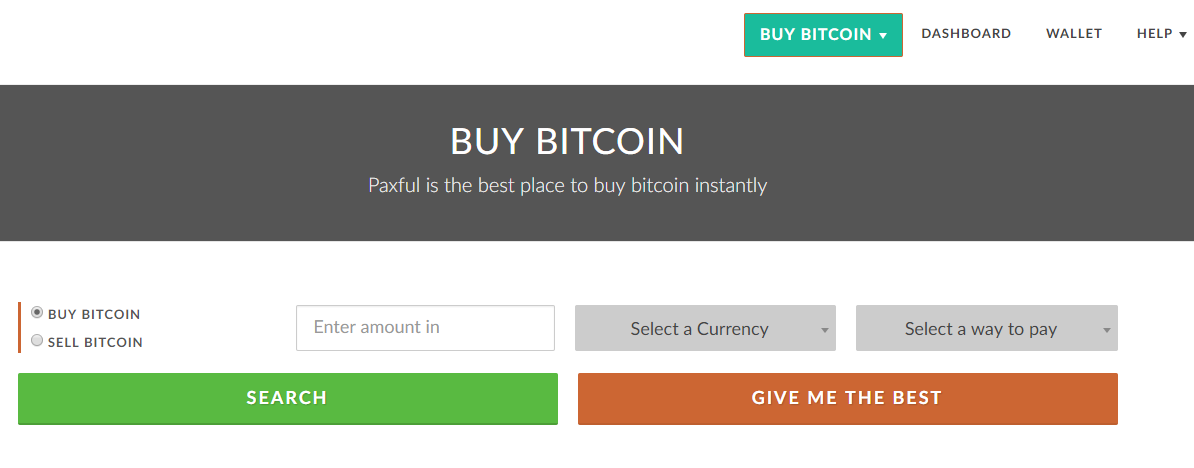 BUY BITCOIN DASHBOARD WALLET HELP
BUY BITCOIN
Paxful is the best place to buy bitcoin instantly
BUY BITCOIN
SELL BITCOIN
Enter amount in
Select a Currency
Select a way to pay
SEARCH
GIVE ME THE BEST